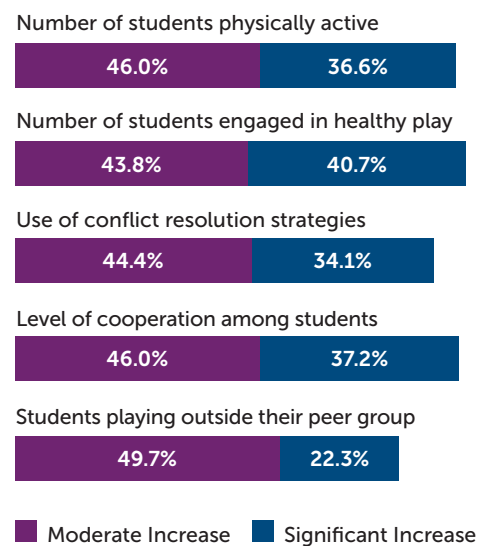 Number of students physically active
46.0% 36.6%
Number of students engaged in healthy play
43.8% 40.7%
Use of conflict resolution strategies
44.4% 34.1%
Level of cooperation among students
46.0% 37.2%
Students playing outside their peer group
49.7% 22.3%
Moderate Increase Significant Increase